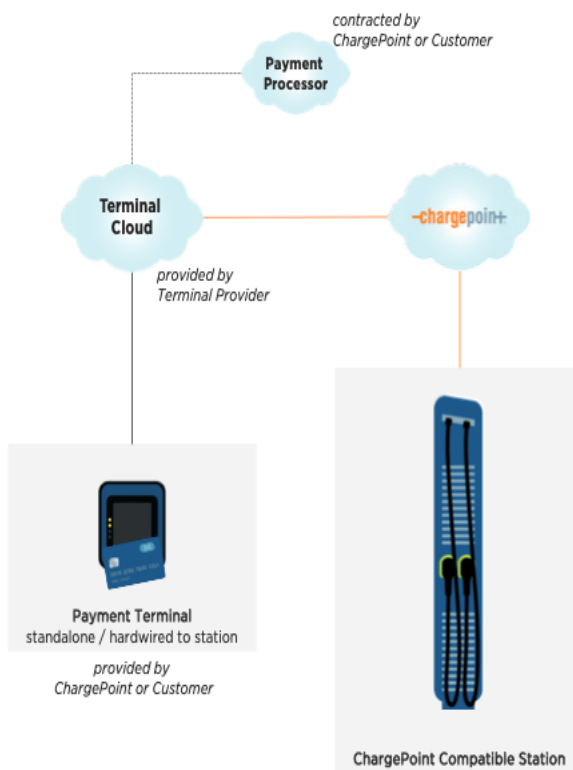 contracted by
ChargePoint or Customer
Payment
Processor
Terminal
Cloud
-chargepoin+
provided by
Terminal Provider
Payment Terminal
standalone / hardwired to station
provided by
ChargePoint or Customer
ChargePoint Compatible Station